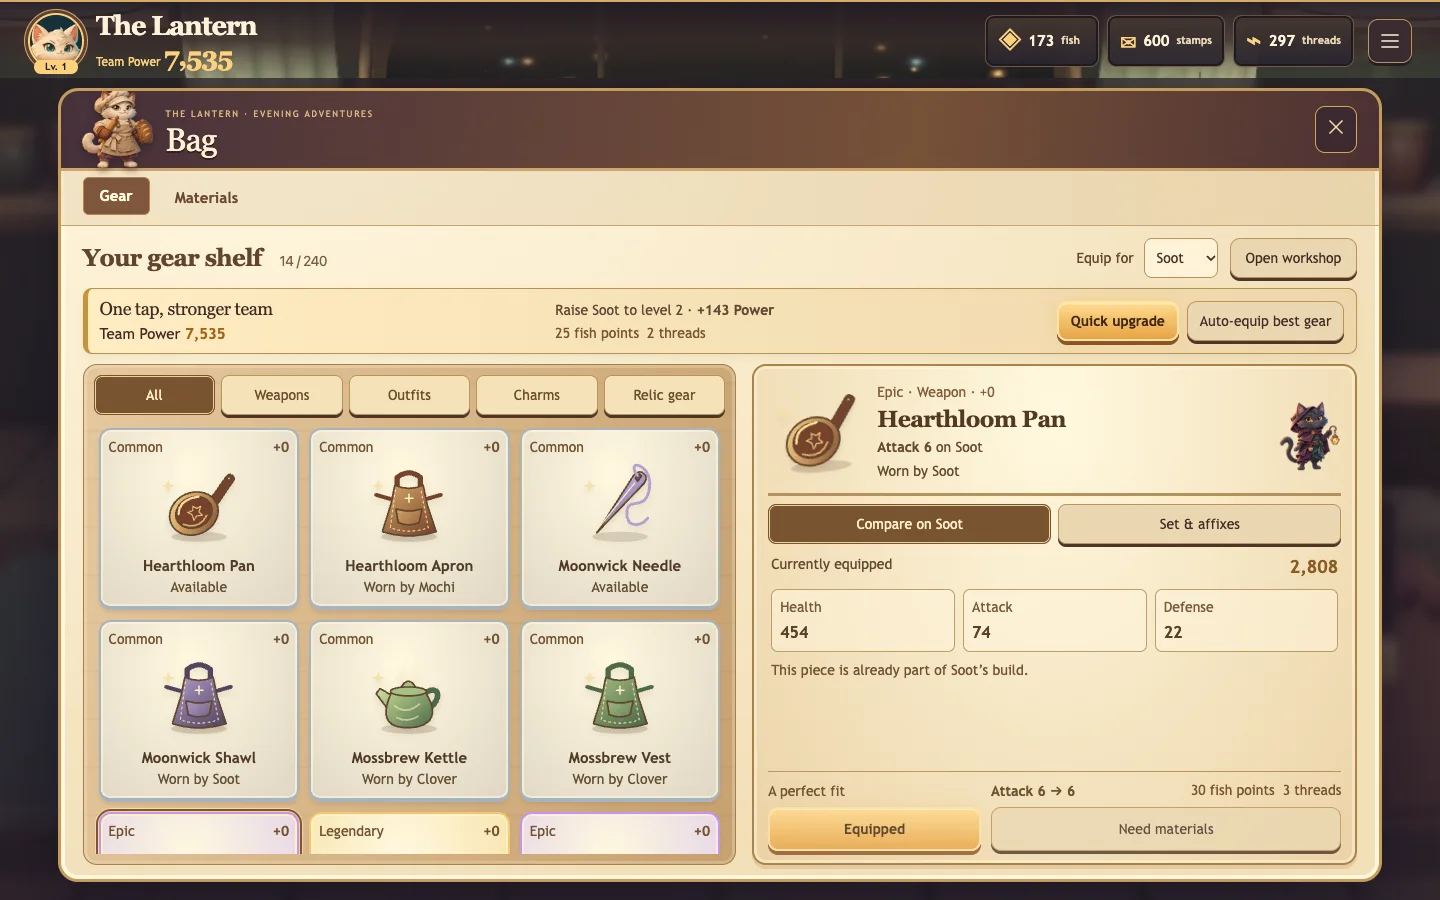 The Lantern
Team Power 7,535
Lv. 1
173 fish
600 stamps
297 threads
THE LANTERN · EVENING ADVENTURES
Bag
Gear
Materials
Your gear shelf 14 / 240
Equip for Soot
Open workshop
One tap, stronger team
Team Power 7,535
Raise Soot to level 2 · +143 Power
25 fish points 2 threads
Quick upgrade
Auto-equip best gear
All
Weapons
Outfits
Charms
Relic gear
Common +0
Hearthloom Pan
Available
Common +0
Hearthloom Apron
Worn by Mochi
Common +0
Moonwick Needle
Available
Common +0
Moonwick Shawl
Worn by Soot
Common +0
Mossbrew Kettle
Worn by Clover
Common +0
Mossbrew Vest
Worn by Clover
Epic +0
Legendary +0
Epic +0
Epic · Weapon · +0
Hearthloom Pan
Attack 6 on Soot
Worn by Soot
Compare on Soot
Set & affixes
Currently equipped 2,808
Health
454
Attack
74
Defense
22
This piece is already part of Soot's build.
A perfect fit
Equipped
Attack 6 → 6
30 fish points 3 threads
Need materials